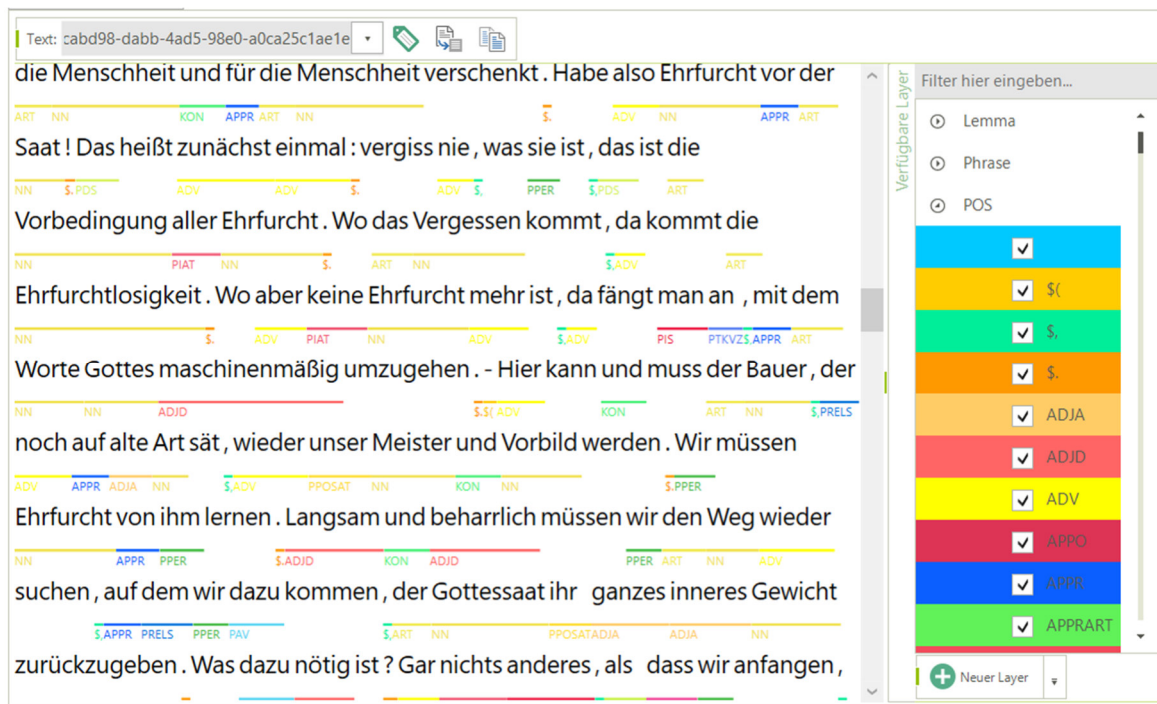 Text: cabd98-dabb-4ad5-98e0-a0ca25c1ae1e
die Menschheit und für die Menschheit verschenkt . Habe also Ehrfurcht vor der
ART NN KON APPR ART NN $. ADV NN APPR ART
Saat ! Das heißt zunächst einmal : vergiss nie , was sie ist , das ist die
NN $. PDS ADV ADV $. ADV $, PPER $, PDS ART
Vorbedingung aller Ehrfurcht . Wo das Vergessen kommt , da kommt die
NN PIAT NN $. ART NN $, ADV ART
Ehrfurchtlosigkeit . Wo aber keine Ehrfurcht mehr ist , da fängt man an , mit dem
NN $. ADV PIAT NN ADV $, ADV PIS PTKVZ $, APPR ART
Worte Gottes maschinenmäßig umzugehen . - Hier kann und muss der Bauer , der
NN NN ADJD $. $( ADV KON ART NN $, PRELS
noch auf alte Art sät , wieder unser Meister und Vorbild werden . Wir müssen
ADV APPR ADJA NN $, ADV PPOSAT NN KON NN $. PPER
Ehrfurcht von ihm lernen . Langsam und beharrlich müssen wir den Weg wieder
NN APPR PPER $. ADJD KON ADJD PPER ART NN ADV
suchen , auf dem wir dazu kommen , der Gottessaat ihr ganzes inneres Gewicht
$, APPR PRELS PPER PAV $, ART NN PPOSAT ADJA ADJA NN
zurückzugeben . Was dazu nötig ist ? Gar nichts anderes , als dass wir anfangen ,
Verfügbare Layer
Filter hier eingeben...
Lemma
Phrase
POS
$(
$,
$.
ADJA
ADJD
ADV
APPO
APPR
APPRART
Neuer Layer